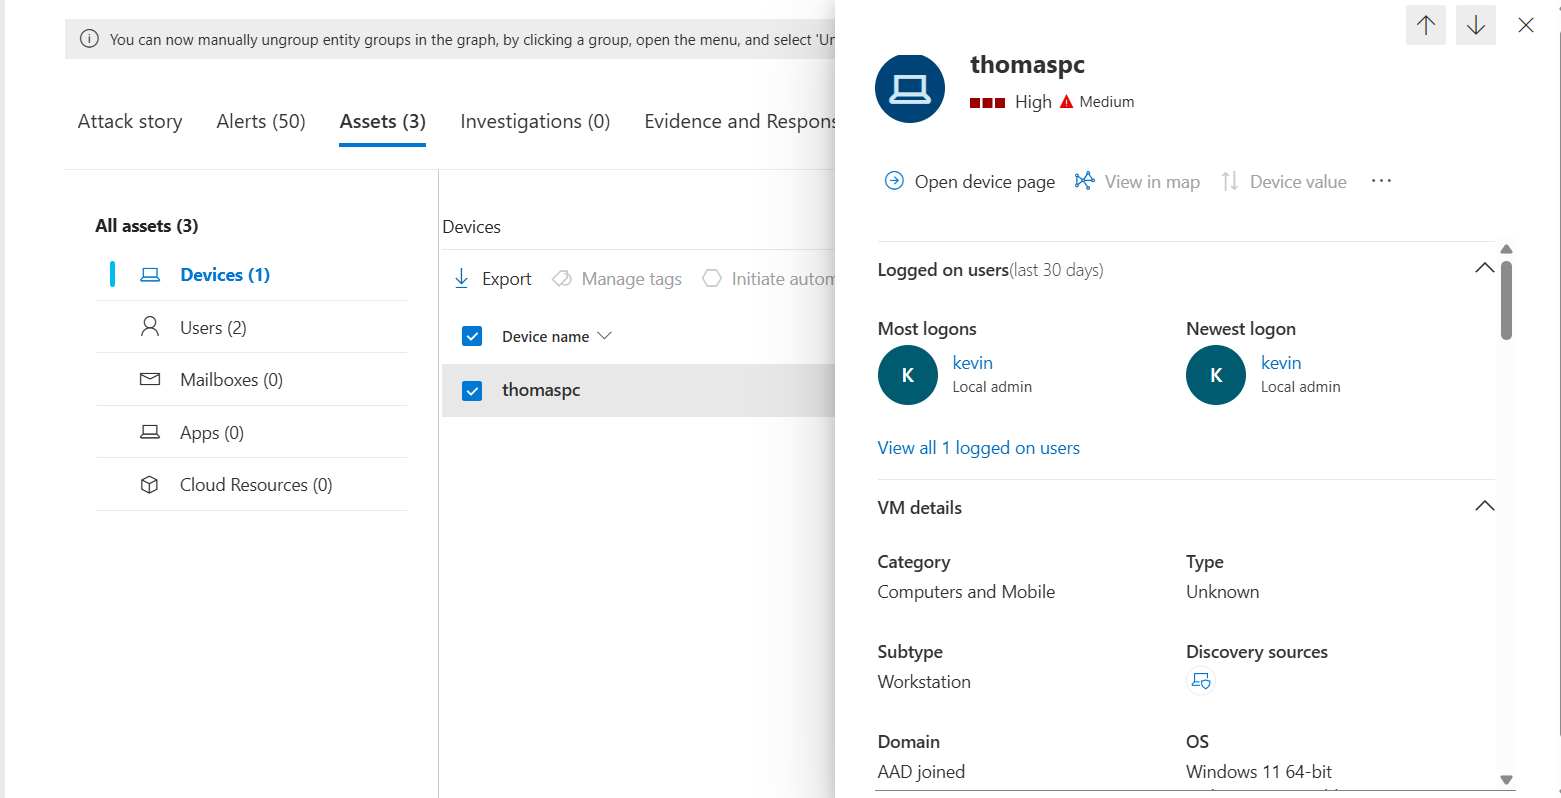 You can now manually ungroup entity groups in the graph, by clicking a group, open the menu, and select 'Un
Attack story
Alerts (50)
Assets (3)
Investigations (0)
Evidence and Respons
All assets (3)
Devices (1)
Users (2)
Mailboxes (0)
Apps (0)
Cloud Resources (0)
Devices
Export
Manage tags
Initiate autom
Device name
thomaspc
thomaspc
High
Medium
Open device page
View in map
Device value
Logged on users(last 30 days)
Most logons
K
kevin
Local admin
Newest logon
K
kevin
Local admin
View all 1 logged on users
VM details
Category
Computers and Mobile
Type
Unknown
Subtype
Workstation
Discovery sources
Domain
AAD joined
OS
Windows 11 64-bit